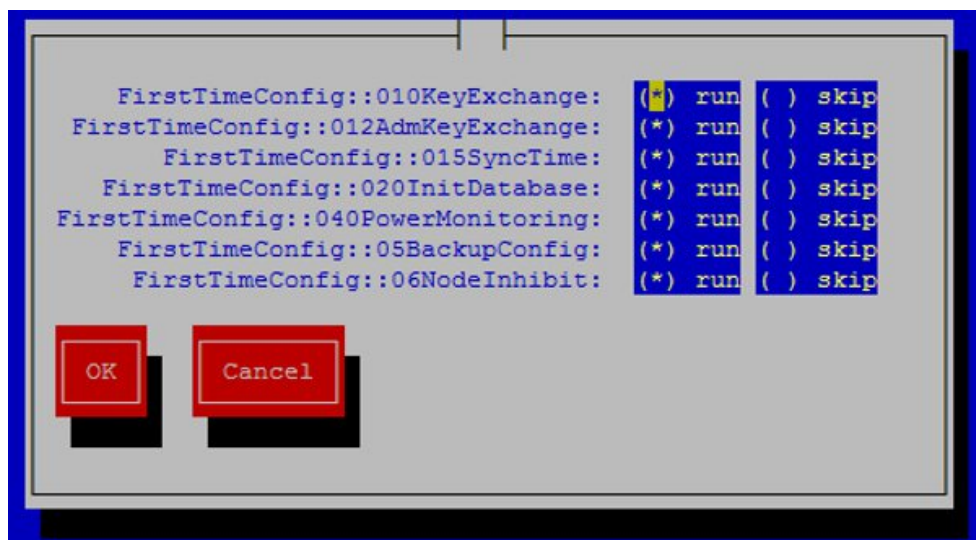 FirstTimeConfig::010KeyExchange: (*) run ( ) skip
FirstTimeConfig::012AdmKeyExchange: (*) run ( ) skip
FirstTimeConfig::015SyncTime: (*) run ( ) skip
FirstTimeConfig::020InitDatabase: (*) run ( ) skip
FirstTimeConfig::040PowerMonitoring: (*) run ( ) skip
FirstTimeConfig::05BackupConfig: (*) run ( ) skip
FirstTimeConfig::06NodeInhibit: (*) run ( ) skip
OK Cancel